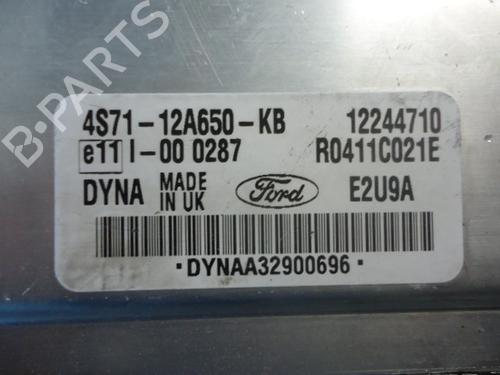 4S71-12A650-KB 12244710
e11 I-00 0287 R0411C021E
DYNA MADE IN UK Ford E2U9A
•DYNAA32900696•
B PARTS